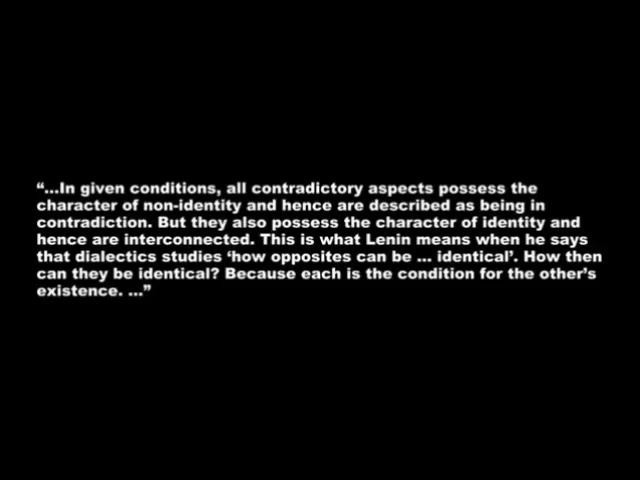 “...In given conditions, all contradictory aspects possess the
character of non-identity and hence are described as being in
contradiction. But they also possess the character of identity and
hence are interconnected. This is what Lenin means when he says
that dialectics studies ‘how opposites can be ... identical’. How then
can they be identical? Because each is the condition for the other’s
existence. ...”